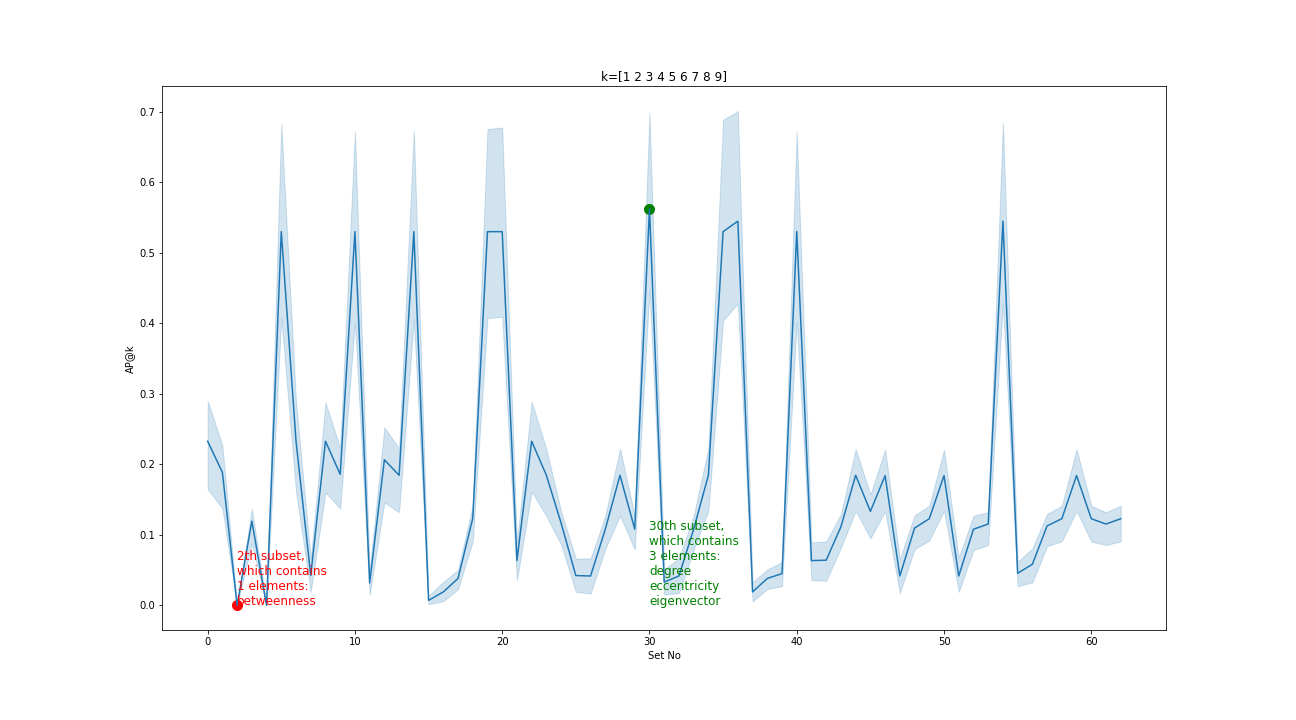 k=[1 2 3 4 5 6 7 8 9]
0.7
0.6
0.5
0.4
0.3
0.2
0.1
0.0
AP@k
2th subset,
which contains
1 elements:
betweenness
30th subset,
which contains
3 elements:
degree
eccentricity
eigenvector
0 10 20 30 40 50 60
Set No